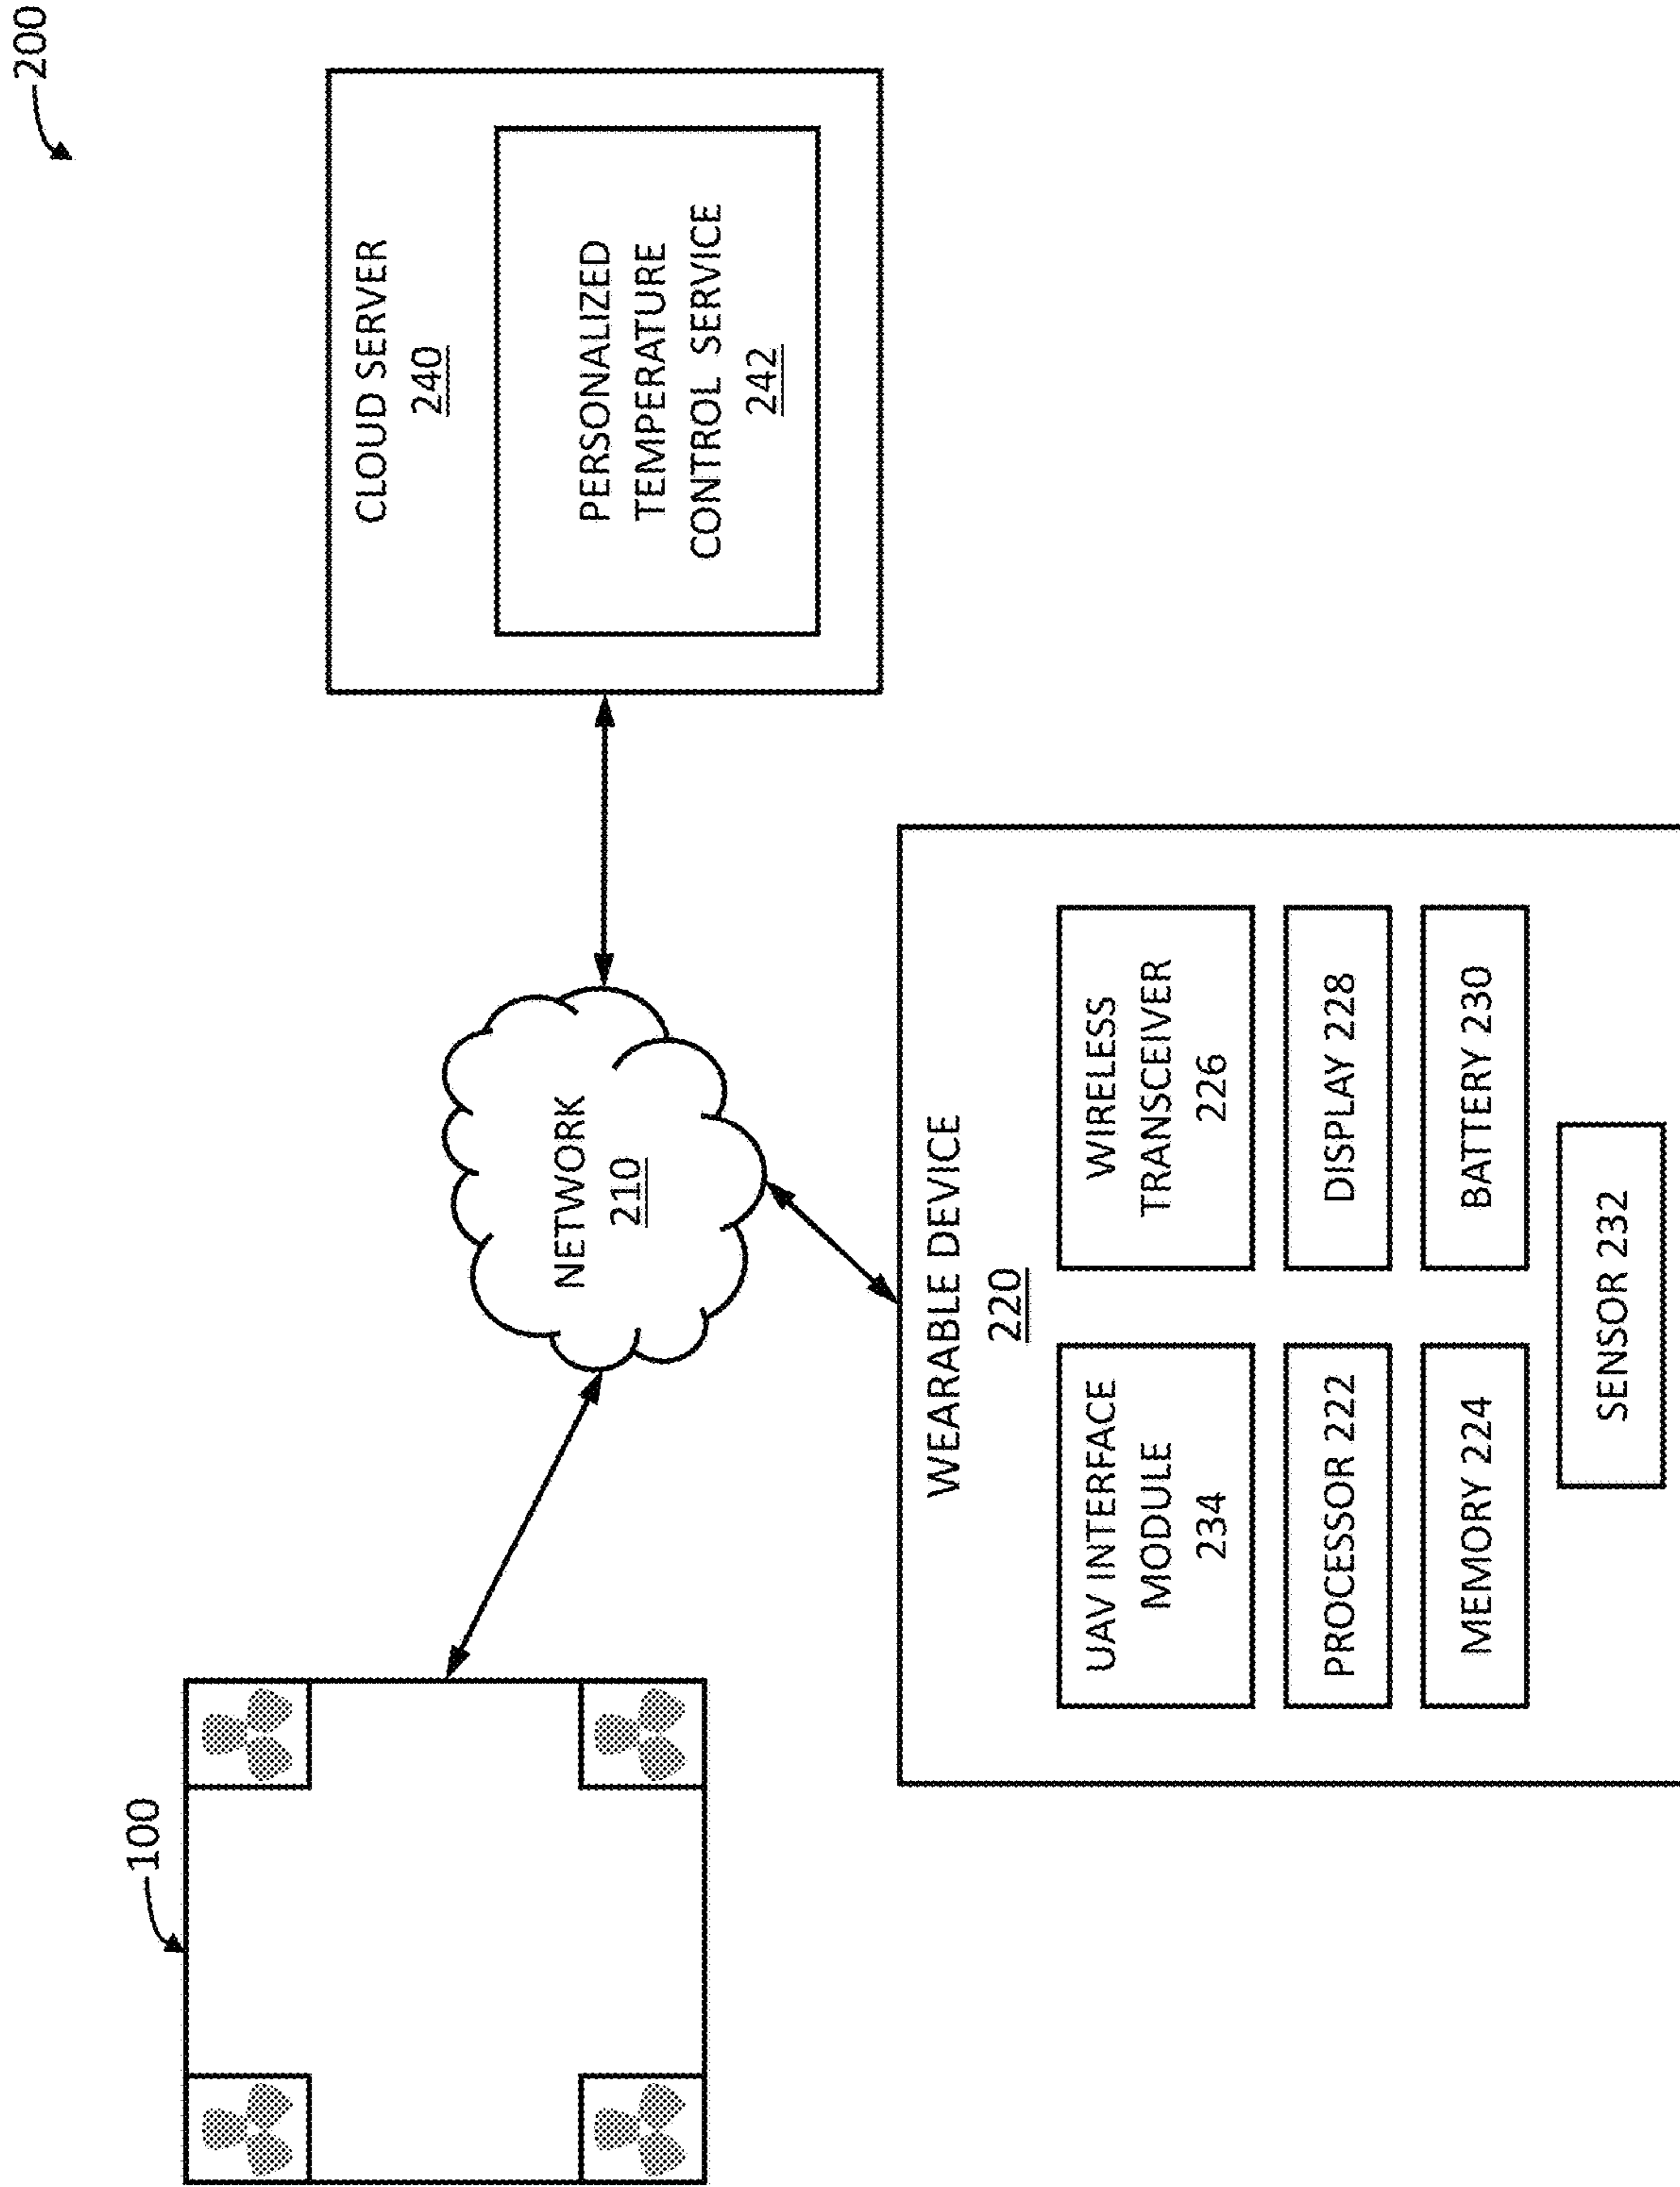 200
100
CLOUD SERVER
240
PERSONALIZED
TEMPERATURE
CONTROL SERVICE
242
NETWORK
210
WEARABLE DEVICE
220
UAV INTERFACE
MODULE
234
WIRELESS
TRANSCEIVER
226
PROCESSOR 222
DISPLAY 228
MEMORY 224
BATTERY 230
SENSOR 232